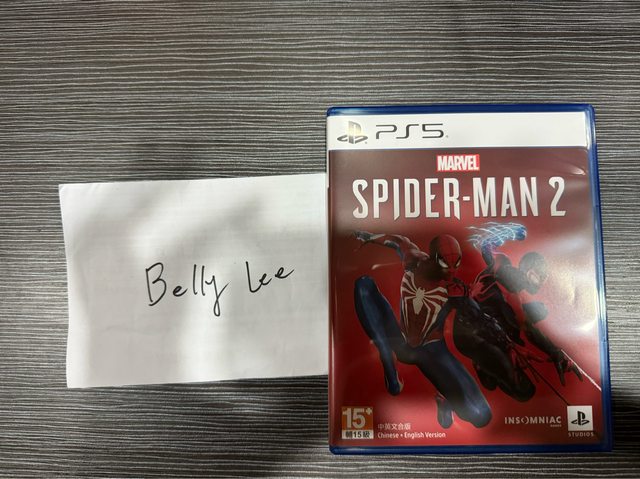 Belly Lee
PS5
MARVEL
SPIDER-MAN 2
15+
輔15級
中英文合版
Chinese • English Version
INSOMNIAC
GAMES
STUDIOS